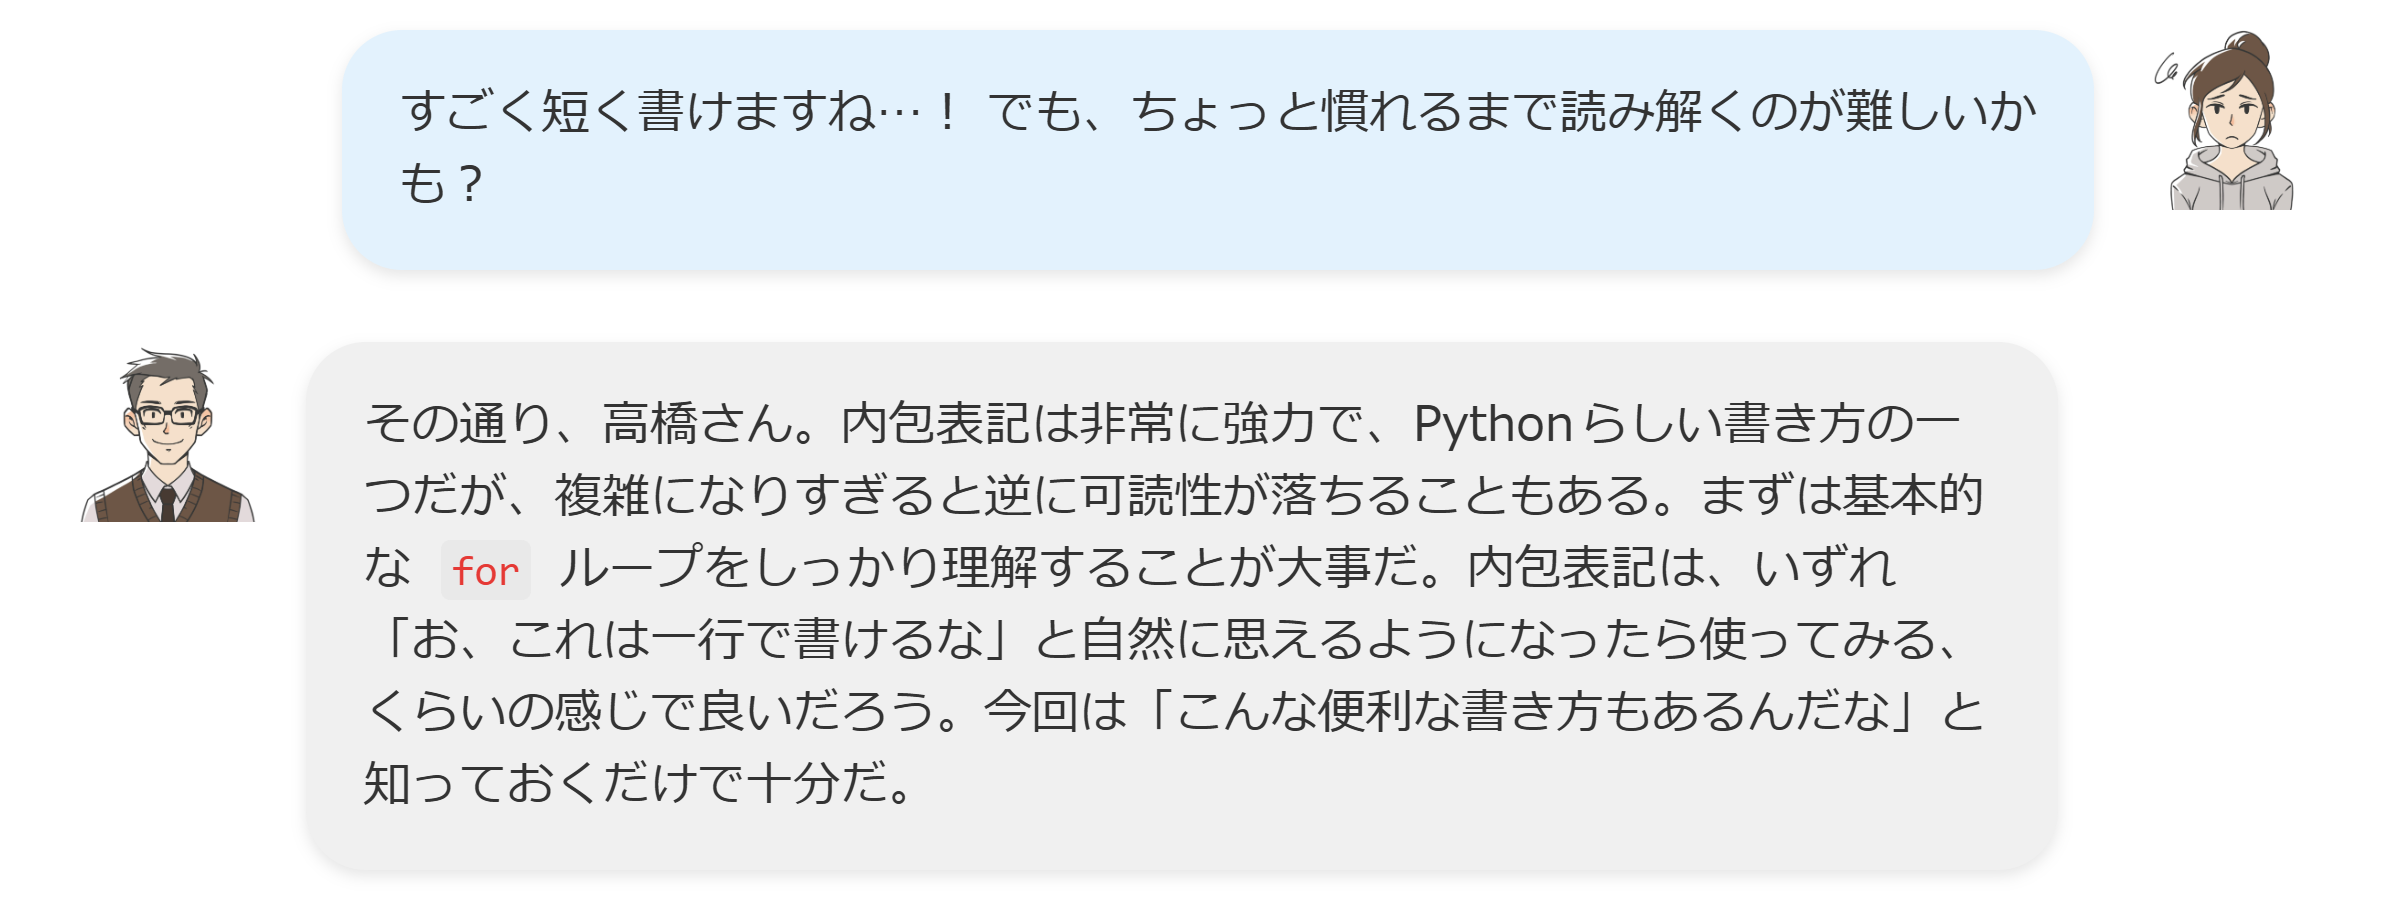 すごく短く書けますね…！ でも、ちょっと慣れるまで読み解くのが難しいか
も？
その通り、高橋さん。内包表記は非常に強力で、Pythonらしい書き方の一
つだが、複雑になりすぎると逆に可読性が落ちることもある。まずは基本的
な for ループをしっかり理解することが大事だ。内包表記は、いずれ
「お、これは一行で書けるな」と自然に思えるようになったら使ってみる、
くらいの感じで良いだろう。今回は「こんな便利な書き方もあるんだな」と
知っておくだけで十分だ。